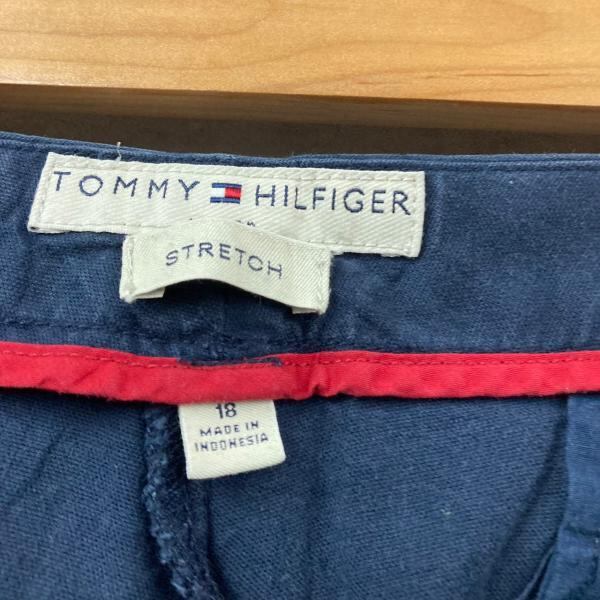 TOMMY HILFIGER
STRETCH
18
MADE IN
INDONESIA